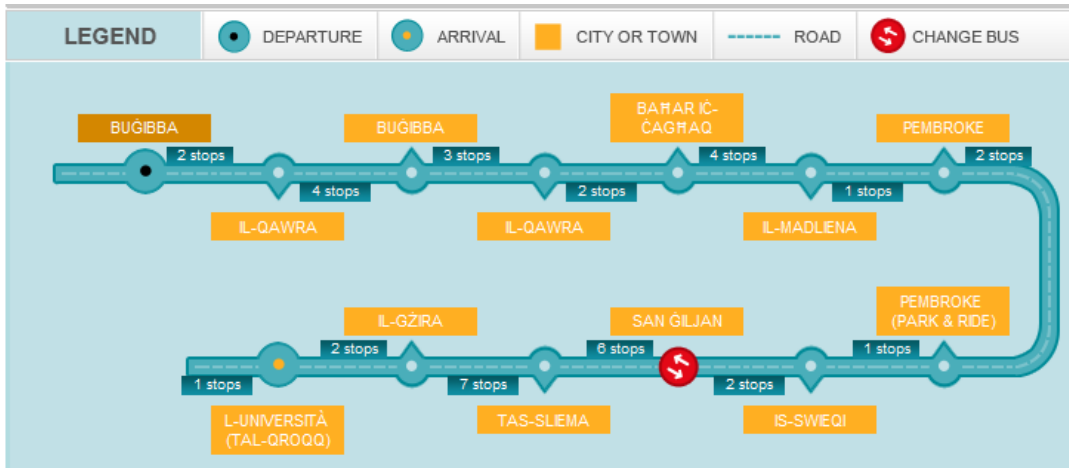 LEGEND
DEPARTURE
ARRIVAL
CITY OR TOWN
ROAD
CHANGE BUS
BUĠIBBA
2 stops
IL-QAWRA
4 stops
BUĠIBBA
3 stops
IL-QAWRA
2 stops
BAĦAR IĊ-
ĊAGĦAQ
4 stops
IL-MADLIENA
1 stops
PEMBROKE
2 stops
PEMBROKE
(PARK & RIDE)
1 stops
IS-SWIEQI
2 stops
SAN ĠILJAN
6 stops
TAS-SLIEMA
7 stops
IL-GŻIRA
2 stops
L-UNIVERSITÀ
(TAL-QROQQ)
1 stops